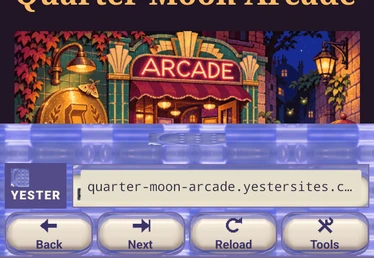 Quarter Moon Arcade
ARCADE
YESTER
quarter-moon-arcade.yestersites.c…
Back
Next
Reload
Tools